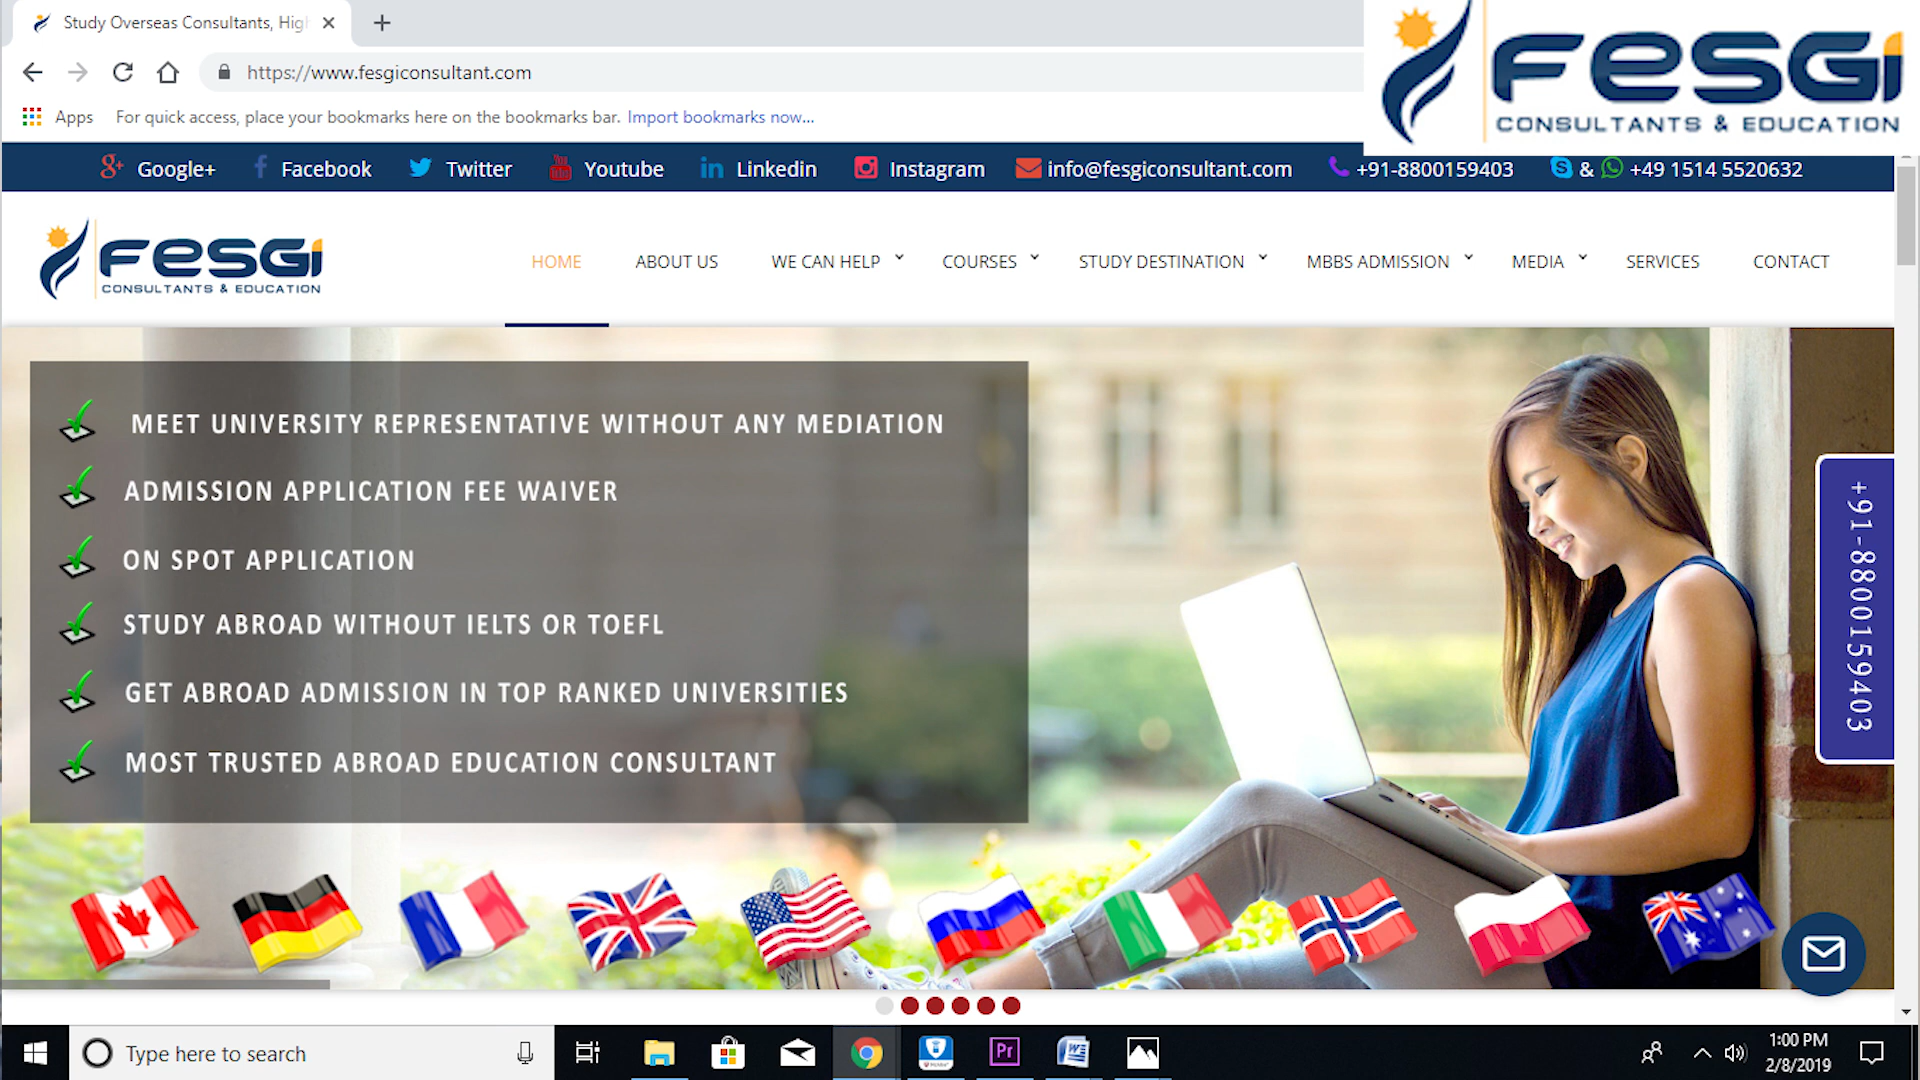 Study Overseas Consultants, High
FESGI
CONSULTANTS & EDUCATION
https://www.fesgiconsultant.com
Apps For quick access, place your bookmarks here on the bookmarks bar. Import bookmarks now...
Google+ Facebook Twitter Youtube Linkedin Instagram info@fesgiconsultant.com +91-8800159403 & +49 1514 5520632
FESGI
CONSULTANTS & EDUCATION
HOME ABOUT US WE CAN HELP COURSES STUDY DESTINATION MBBS ADMISSION MEDIA SERVICES CONTACT
MEET UNIVERSITY REPRESENTATIVE WITHOUT ANY MEDIATION
ADMISSION APPLICATION FEE WAIVER
ON SPOT APPLICATION
STUDY ABROAD WITHOUT IELTS OR TOEFL
GET ABROAD ADMISSION IN TOP RANKED UNIVERSITIES
MOST TRUSTED ABROAD EDUCATION CONSULTANT
+91-8800159403
Type here to search
Pr
1:00 PM
2/8/2019